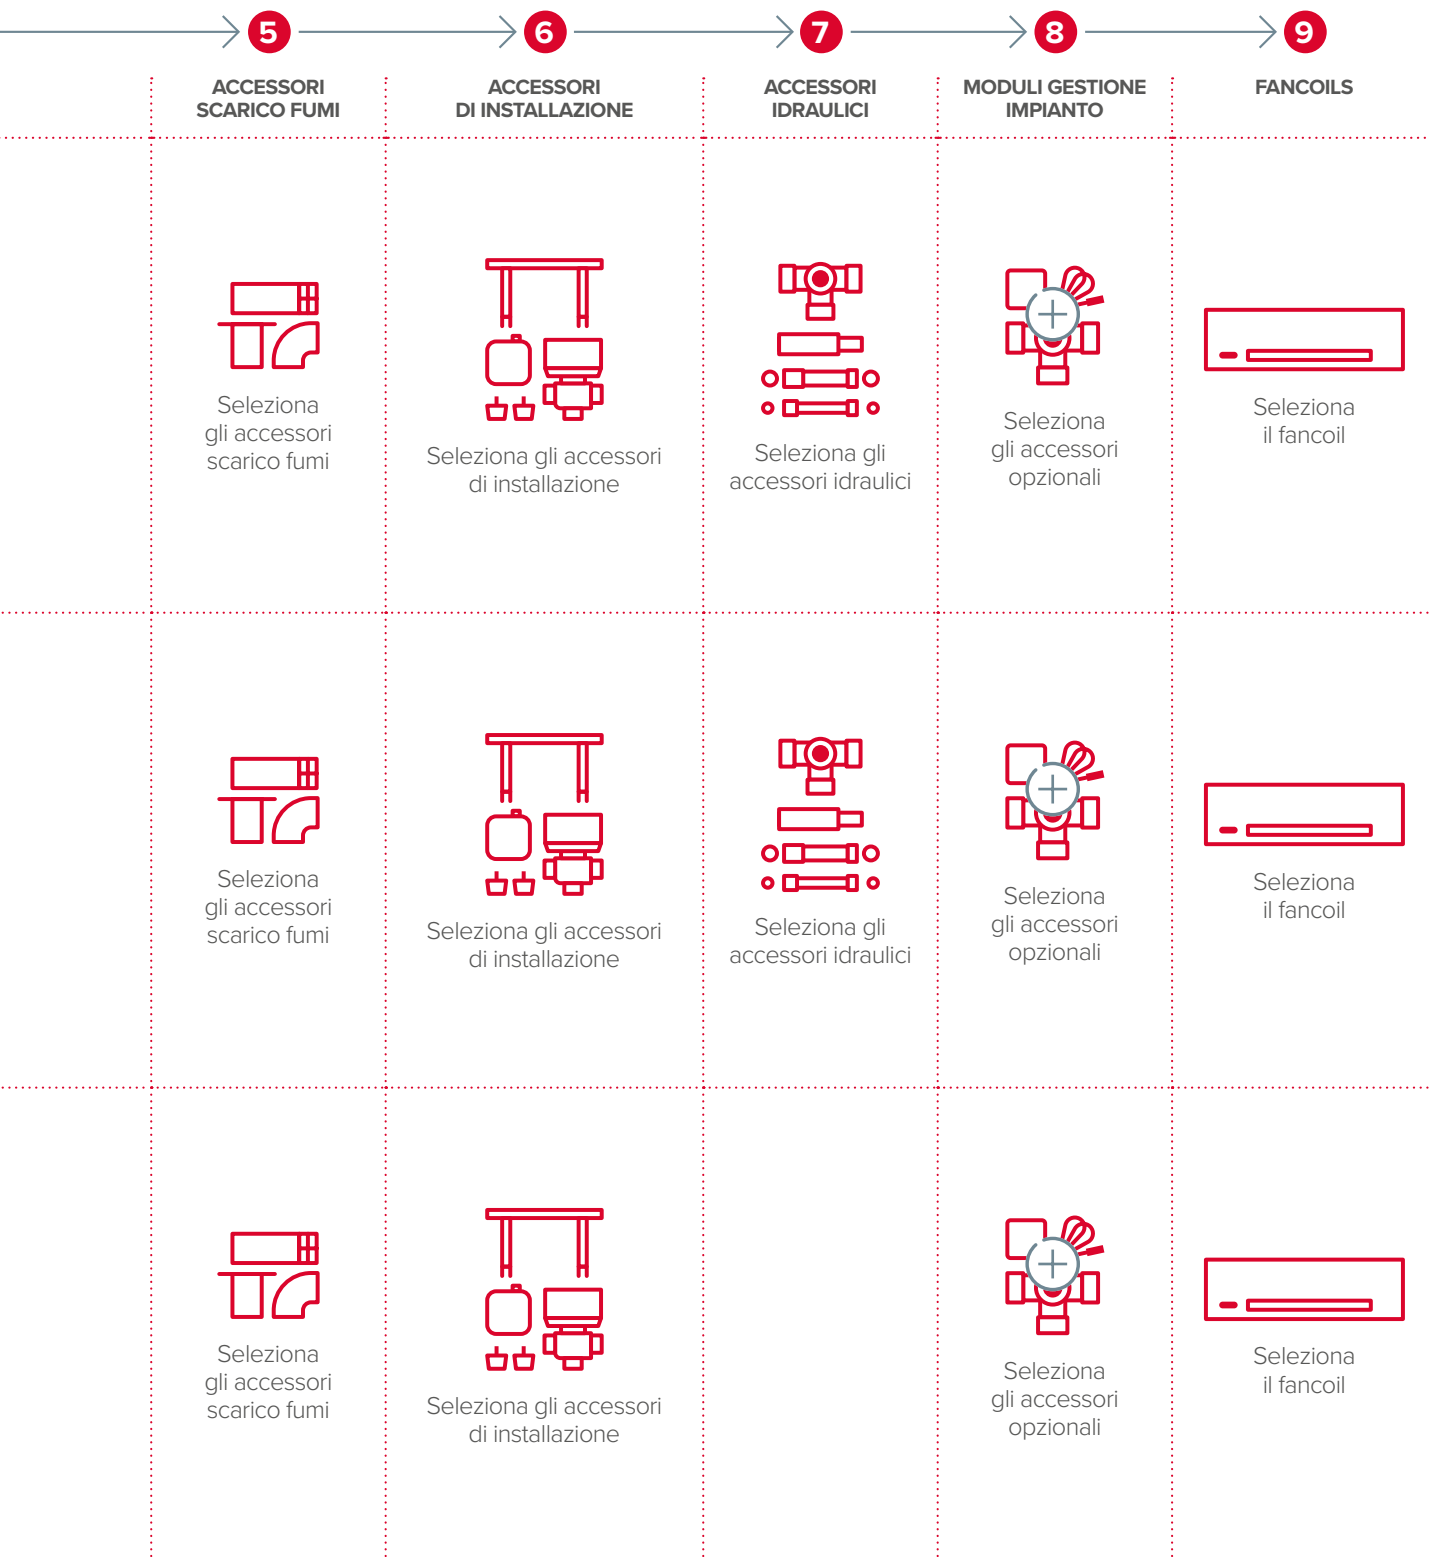 5
6
7
8
9
ACCESSORI
SCARICO FUMI
ACCESSORI
DI INSTALLAZIONE
ACCESSORI
IDRAULICI
MODULI GESTIONE
IMPIANTO
FANCOILS
Seleziona
gli accessori
scarico fumi
Seleziona gli accessori
di installazione
Seleziona gli
accessori idraulici
Seleziona
gli accessori
opzionali
Seleziona
il fancoil
Seleziona
gli accessori
scarico fumi
Seleziona gli accessori
di installazione
Seleziona gli
accessori idraulici
Seleziona
gli accessori
opzionali
Seleziona
il fancoil
Seleziona
gli accessori
scarico fumi
Seleziona gli accessori
di installazione
Seleziona
gli accessori
opzionali
Seleziona
il fancoil